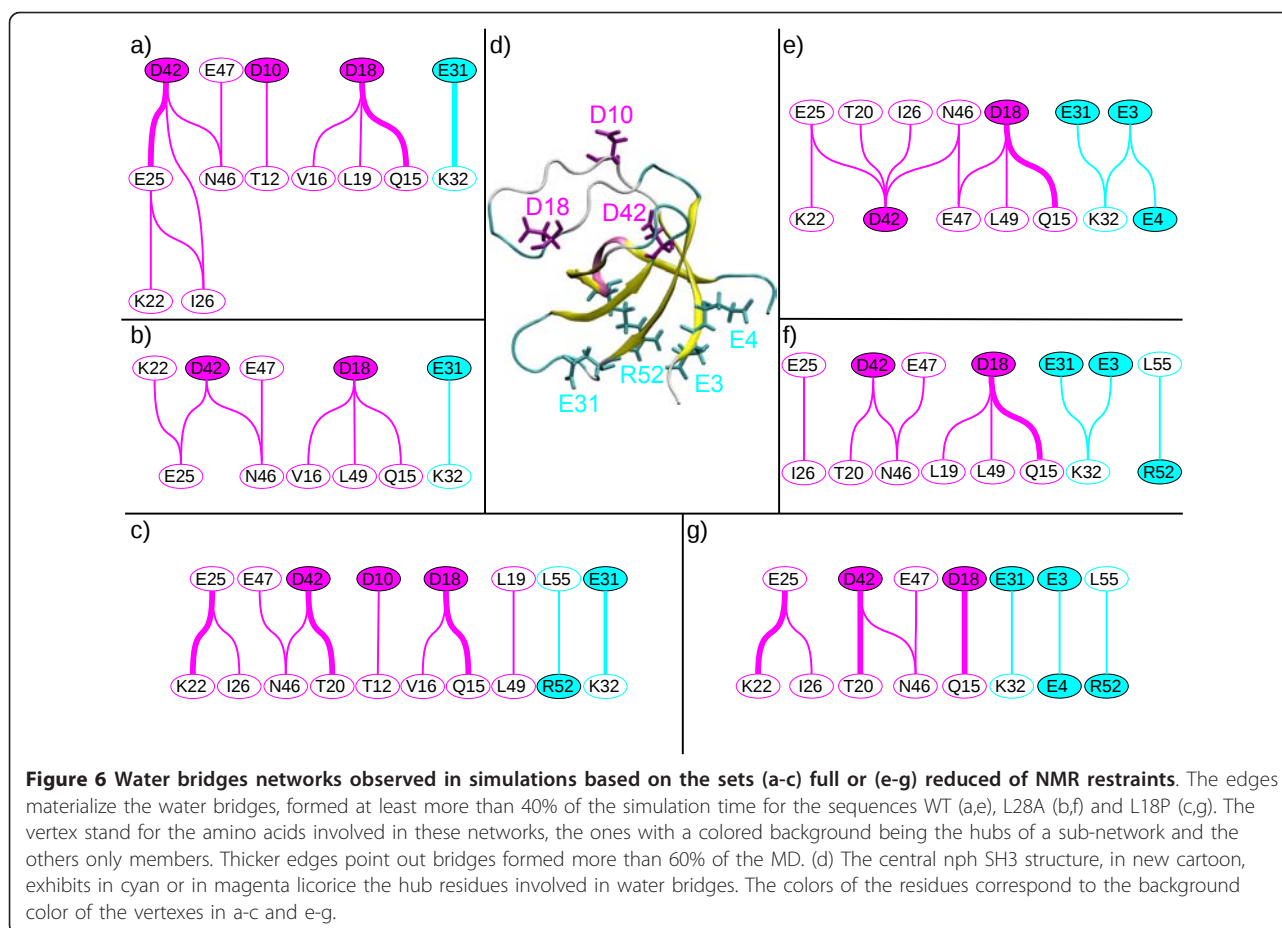 a)
D42 E47 D10 D18 E31
E25 N46 T12 V16 L19 Q15 K32
K22 I26
b)
K22 D42 E47 D18 E31
E25 N46 V16 L49 Q15 K32
c)
E25 E47 D42 D10 D18 L19 L55 E31
K22 I26 N46 T20 T12 V16 Q15 L49 R52 K32
d)
D10
D18 D42
E4
R52 E3
E31
e)
E25 T20 I26 N46 D18 E31 E3
K22 D42 E47 L49 Q15 K32 E4
f)
E25 D42 E47 D18 E31 E3 L55
I26 T20 N46 L19 L49 Q15 K32 R52
g)
E25 D42 E47 D18 E31 E3 L55
K22 I26 T20 N46 Q15 K32 E4 R52
Figure 6 Water bridges networks observed in simulations based on the sets (a-c) full or (e-g) reduced of NMR restraints. The edges
materialize the water bridges, formed at least more than 40% of the simulation time for the sequences WT (a,e), L28A (b,f) and L18P (c,g). The
vertex stand for the amino acids involved in these networks, the ones with a colored background being the hubs of a sub-network and the
others only members. Thicker edges point out bridges formed more than 60% of the MD. (d) The central nph SH3 structure, in new cartoon,
exhibits in cyan or in magenta licorice the hub residues involved in water bridges. The colors of the residues correspond to the background
color of the vertexes in a-c and e-g.